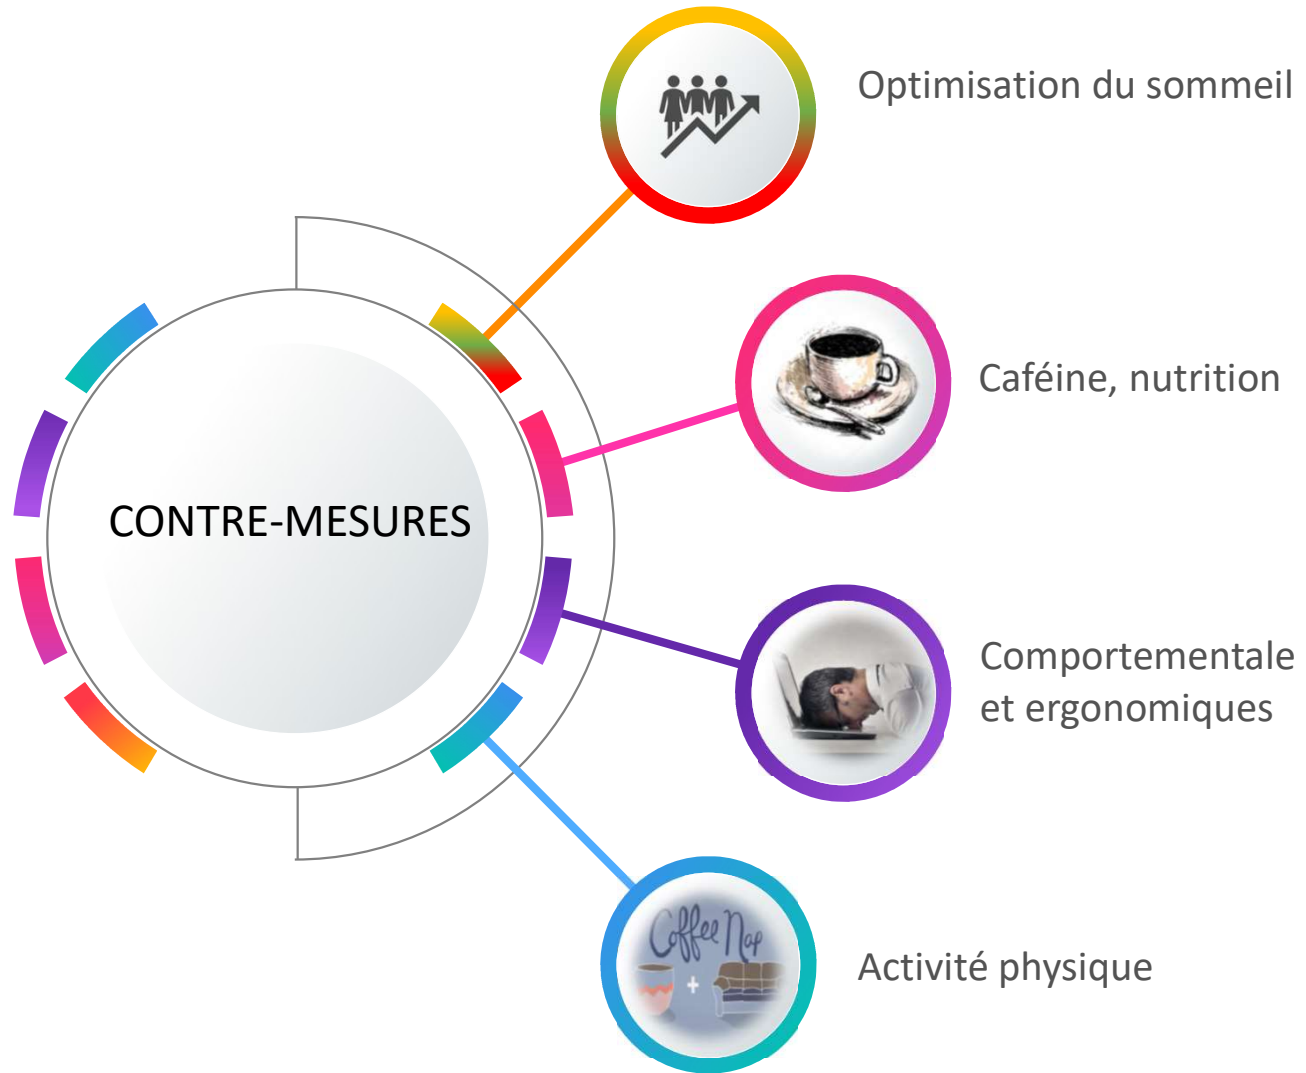 Optimisation du sommeil
Caféine, nutrition
CONTRE-MESURES
Comportementale
et ergonomiques
Coffee Nap
+
Activité physique